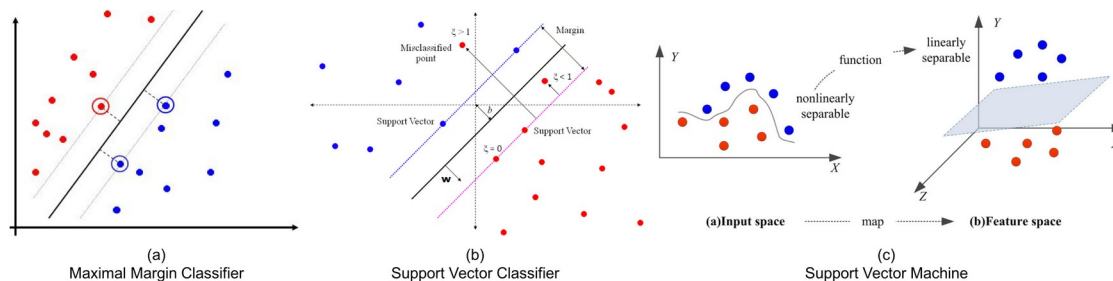 ξ > 1
Misclassified
point
Margin
ξ < 1
b
Support Vector
Support Vector
ξ = 0
w
Y
nonlinearly
separable
X
function
Y
linearly
separable
Z
(a)Input space
map
(b)Feature space
(a)
Maximal Margin Classifier
(b)
Support Vector Classifier
(c)
Support Vector Machine